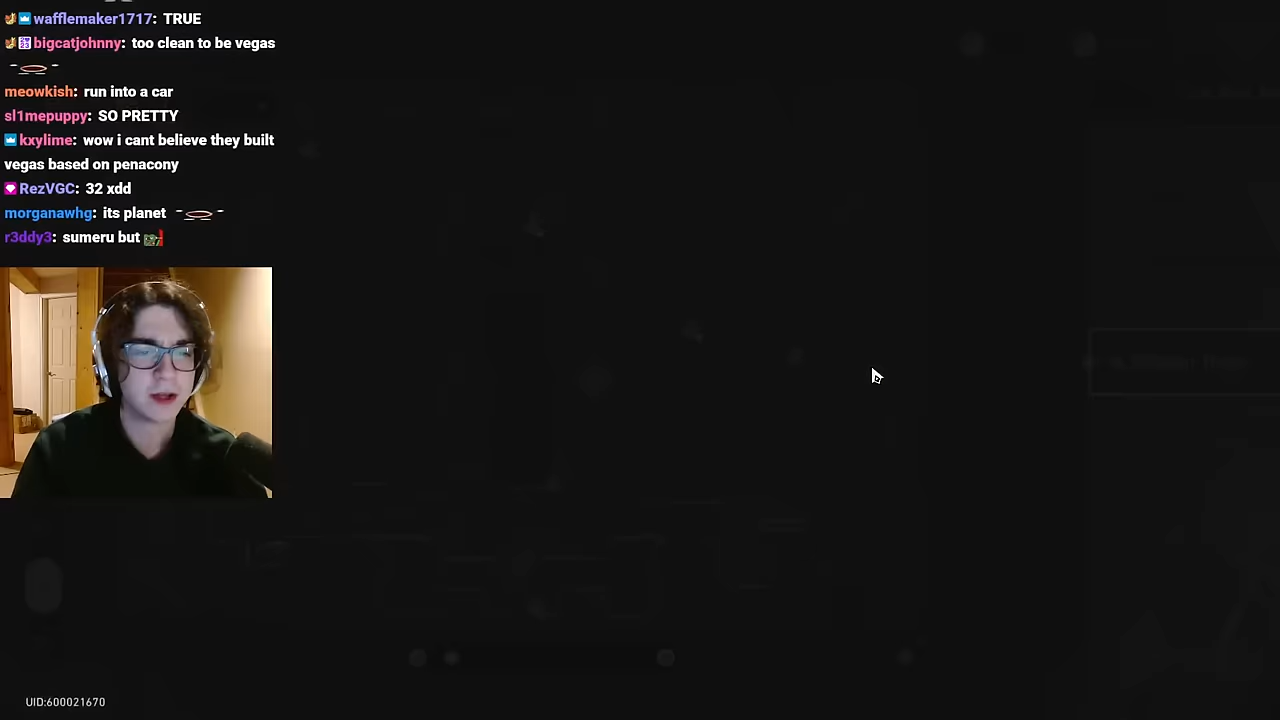 wafflemaker1717: TRUE
bigcatjohnny: too clean to be vegas
meowkish: run into a car
sl1mepuppy: SO PRETTY
kxylime: wow i cant believe they built
vegas based on penacony
RezVGC: 32 xdd
morganawhg: its planet
r3ddy3: sumeru but
UID:600021670